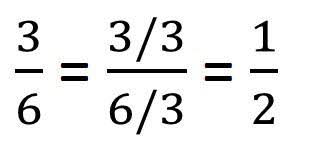 3/6 = (3/3)/(6/3) = 1/2